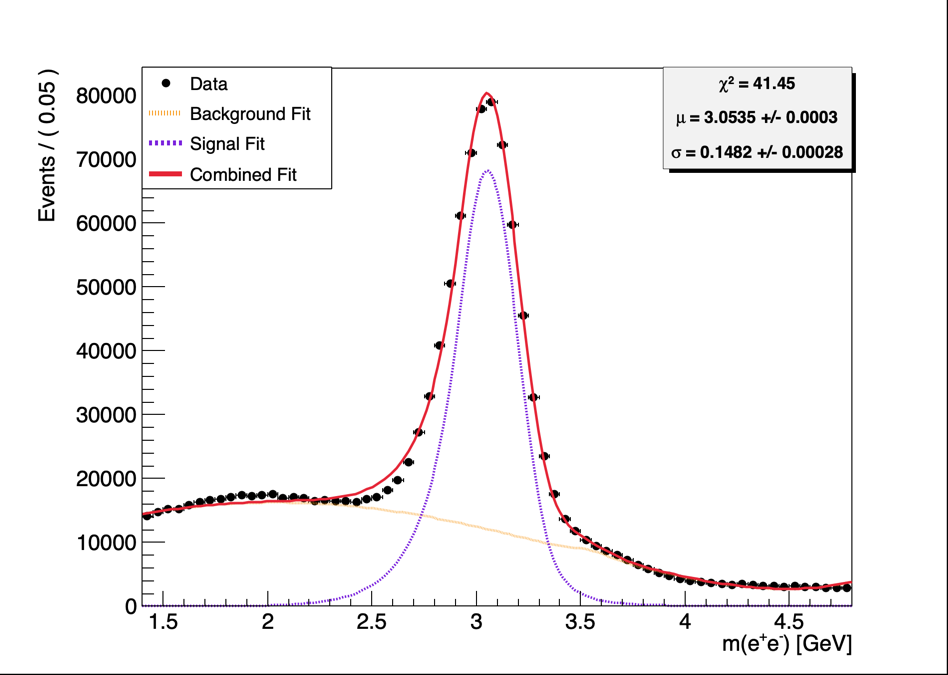 Events / ( 0.05 )
80000
70000
60000
50000
40000
30000
20000
10000
0
Data
Background Fit
Signal Fit
Combined Fit
χ² = 41.45
μ = 3.0535 +/- 0.0003
σ = 0.1482 +/- 0.00028
1.5 2 2.5 3 3.5 4 4.5
m(e⁺e⁻) [GeV]